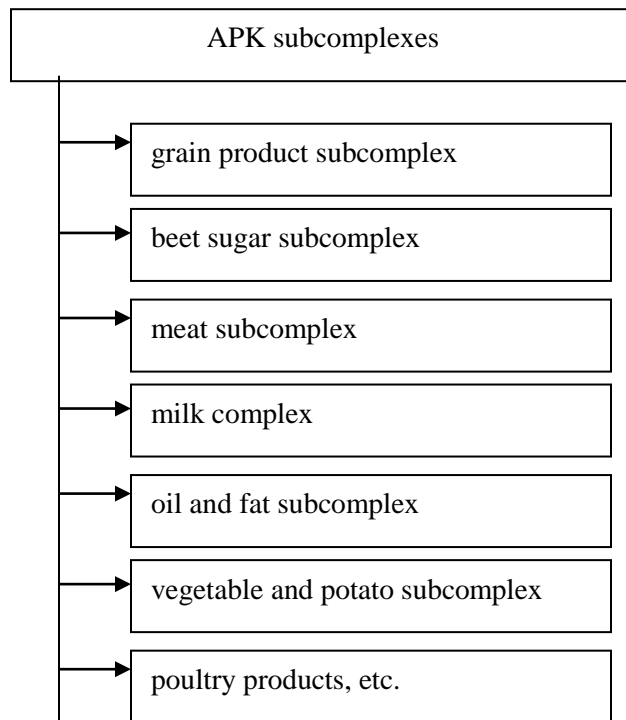 APK subcomplexes
grain product subcomplex
beet sugar subcomplex
meat subcomplex
milk complex
oil and fat subcomplex
vegetable and potato subcomplex
poultry products, etc.